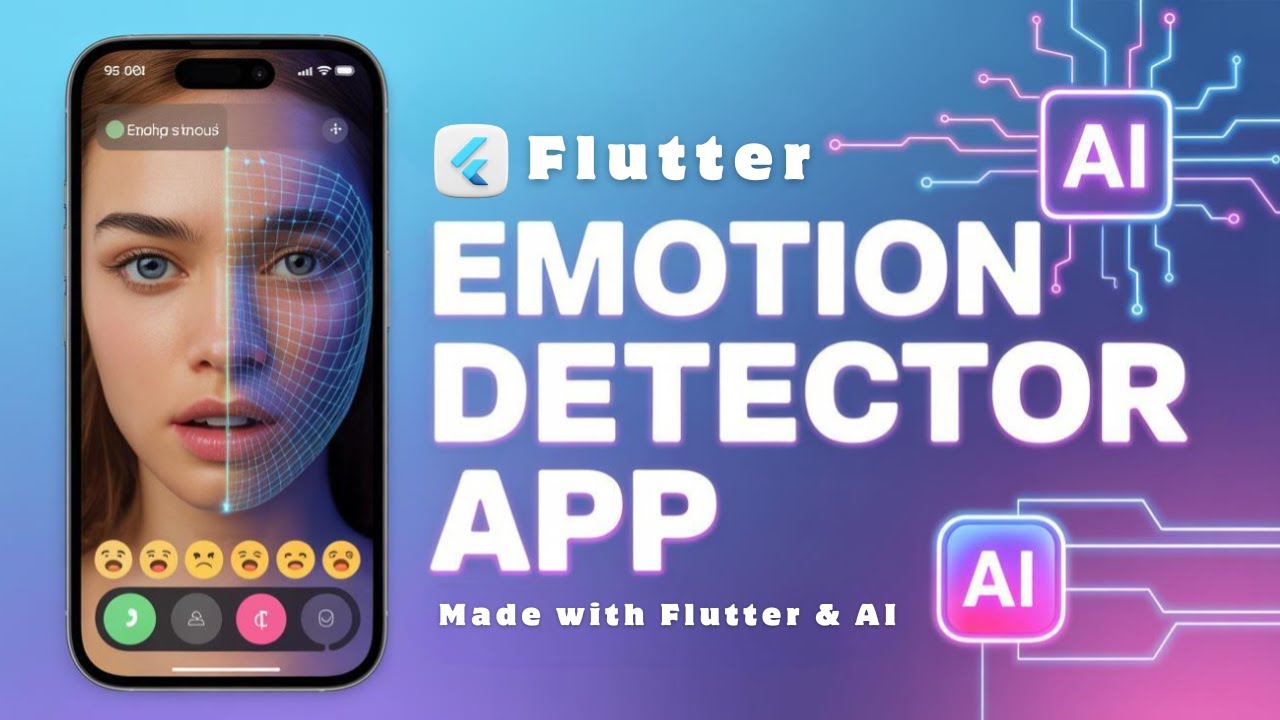 Flutter
EMOTION
DETECTOR
APP
Made with Flutter & AI
AI
AI